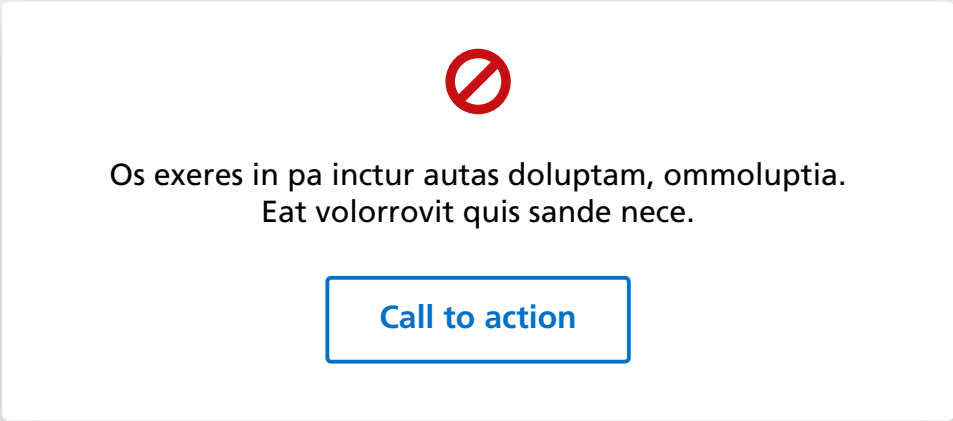 Os exeres in pa inctur autas doluptam, ommoluptia.
Eat volorrovit quis sande nece.
Call to action